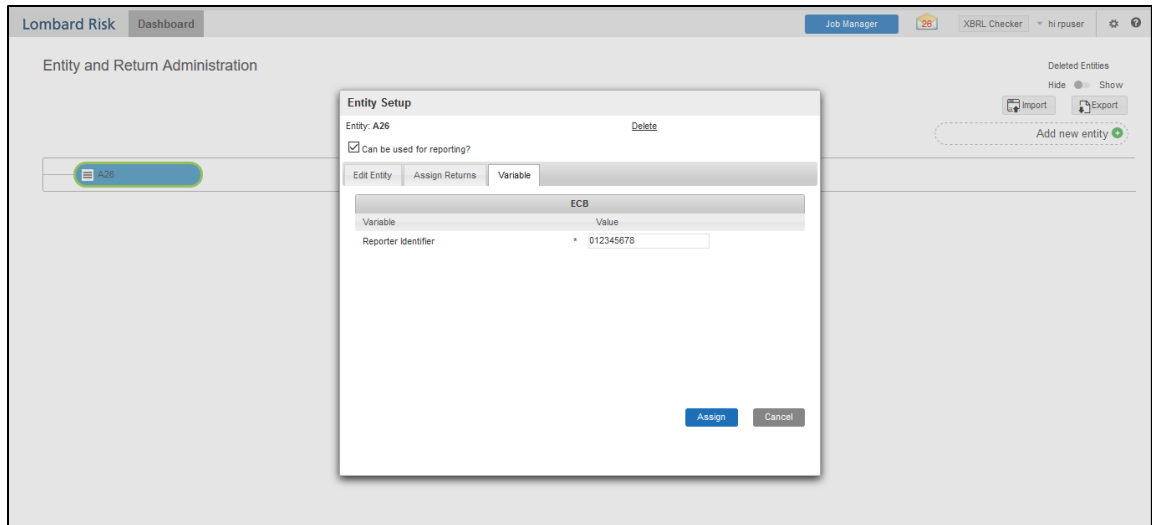 Lombard Risk Dashboard Job Manager 26 XBRL Checker hi rpuser
Entity and Return Administration
Deleted Entities
Hide Show
Import Export
Add new entity
A26
Entity Setup
Entity: A26 Delete
Can be used for reporting?
Edit Entity Assign Returns Variable
ECB
Variable Value
Reporter Identifier * 012345678
Assign Cancel